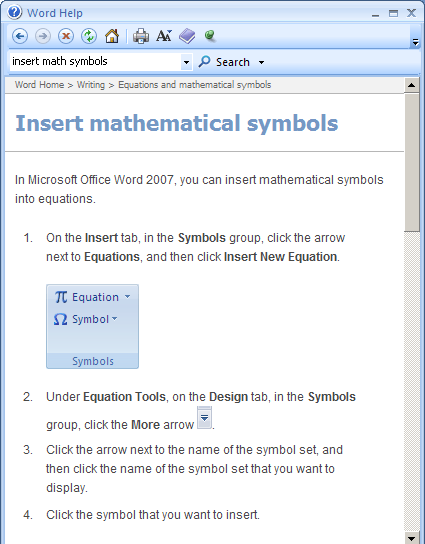 Word Help
insert math symbols
Search
Word Home > Writing > Equations and mathematical symbols
Insert mathematical symbols
In Microsoft Office Word 2007, you can insert mathematical symbols
into equations.
1. On the Insert tab, in the Symbols group, click the arrow
next to Equations, and then click Insert New Equation.
π Equation
Ω Symbol
Symbols
2. Under Equation Tools, on the Design tab, in the Symbols
group, click the More arrow .
3. Click the arrow next to the name of the symbol set, and
then click the name of the symbol set that you want to
display.
4. Click the symbol that you want to insert.